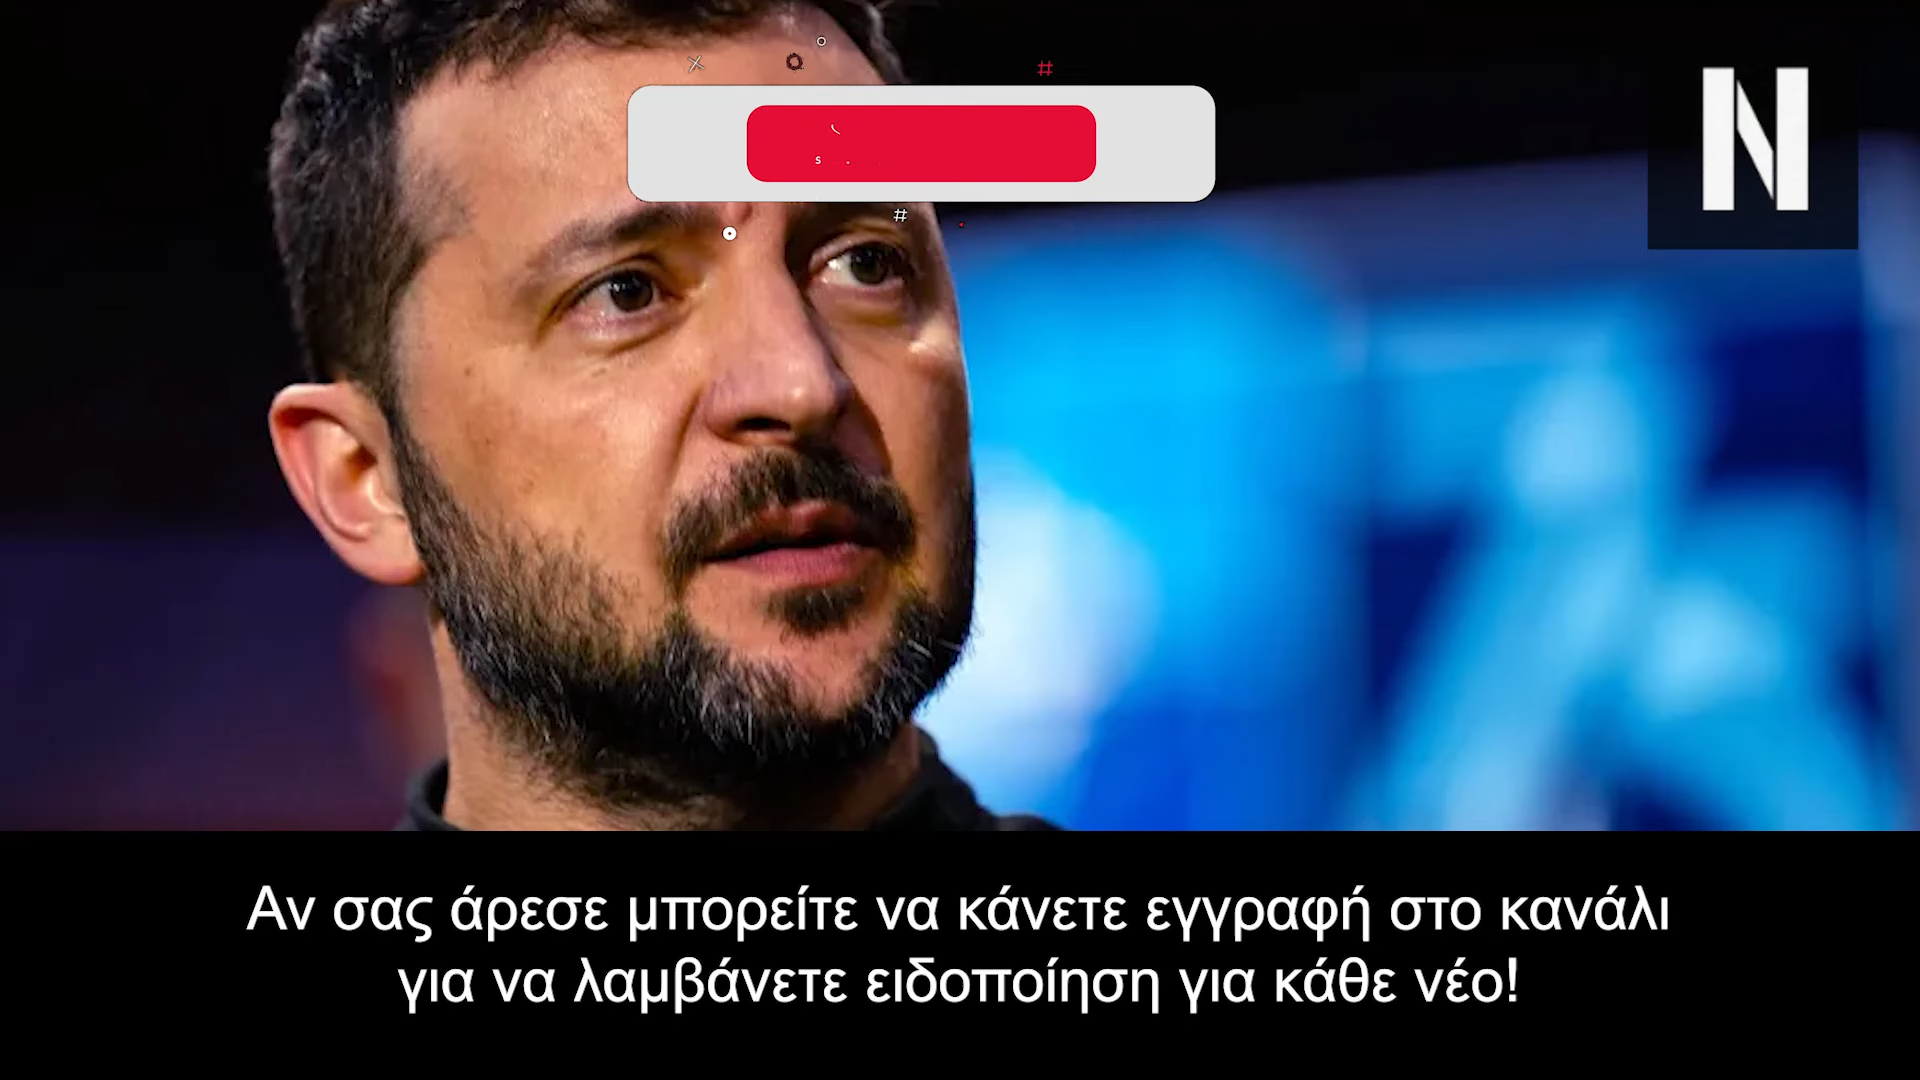 N
Αν σας άρεσε μπορείτε να κάνετε εγγραφή στο κανάλι
για να λαμβάνετε ειδοποίηση για κάθε νέο!